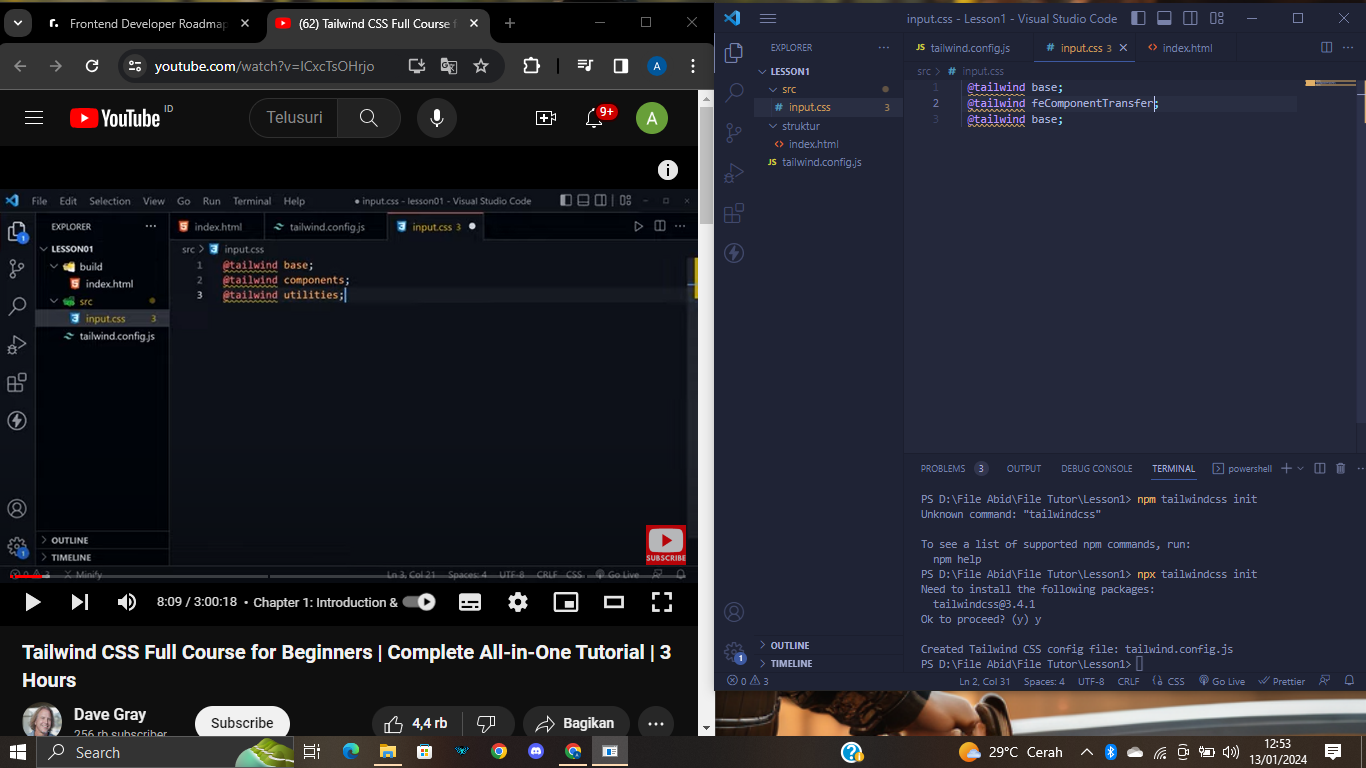 Frontend Developer Roadmap
(62) Tailwind CSS Full Course f
youtube.com/watch?v=lCxcTsOHrjo
A
YouTube ID
Telusuri
9+
A
File Edit Selection View Go Run Terminal Help
● input.css - lesson01 - Visual Studio Code
EXPLORER
index.html
tailwind.config.js
input.css 3
LESSON01
src > input.css
build
index.html
src
input.css 3
tailwind.config.js
1 @tailwind base;
2 @tailwind components;
3 @tailwind utilities;
1
OUTLINE
TIMELINE
1
SUBSCRIBE
0 3 Minify
Ln 3, Col 21 Spaces: 4 UTF-8 CRLF CSS Go Live
8:09 / 3:00:18 • Chapter 1: Introduction &
Tailwind CSS Full Course for Beginners | Complete All-in-One Tutorial | 3
Hours
Dave Gray
256 rb subscriber
Subscribe
4,4 rb
Bagikan
input.css - Lesson1 - Visual Studio Code
EXPLORER
JS tailwind.config.js
# input.css 3
<> index.html
LESSON1
src > # input.css
src
# input.css 3
struktur
<> index.html
JS tailwind.config.js
1 @tailwind base;
2 @tailwind feComponentTransfer;
3 @tailwind base;
PROBLEMS 3 OUTPUT DEBUG CONSOLE TERMINAL powershell
PS D:\File Abid\File Tutor\Lesson1> npm tailwindcss init
Unknown command: "tailwindcss"
To see a list of supported npm commands, run:
npm help
PS D:\File Abid\File Tutor\Lesson1> npx tailwindcss init
Need to install the following packages:
tailwindcss@3.4.1
Ok to proceed? (y) y
Created Tailwind CSS config file: tailwind.config.js
PS D:\File Abid\File Tutor\Lesson1>
OUTLINE
TIMELINE
1
0 3
Ln 2, Col 31 Spaces: 4 UTF-8 CRLF {} CSS Go Live Prettier
Search
29°C Cerah
12:53
13/01/2024